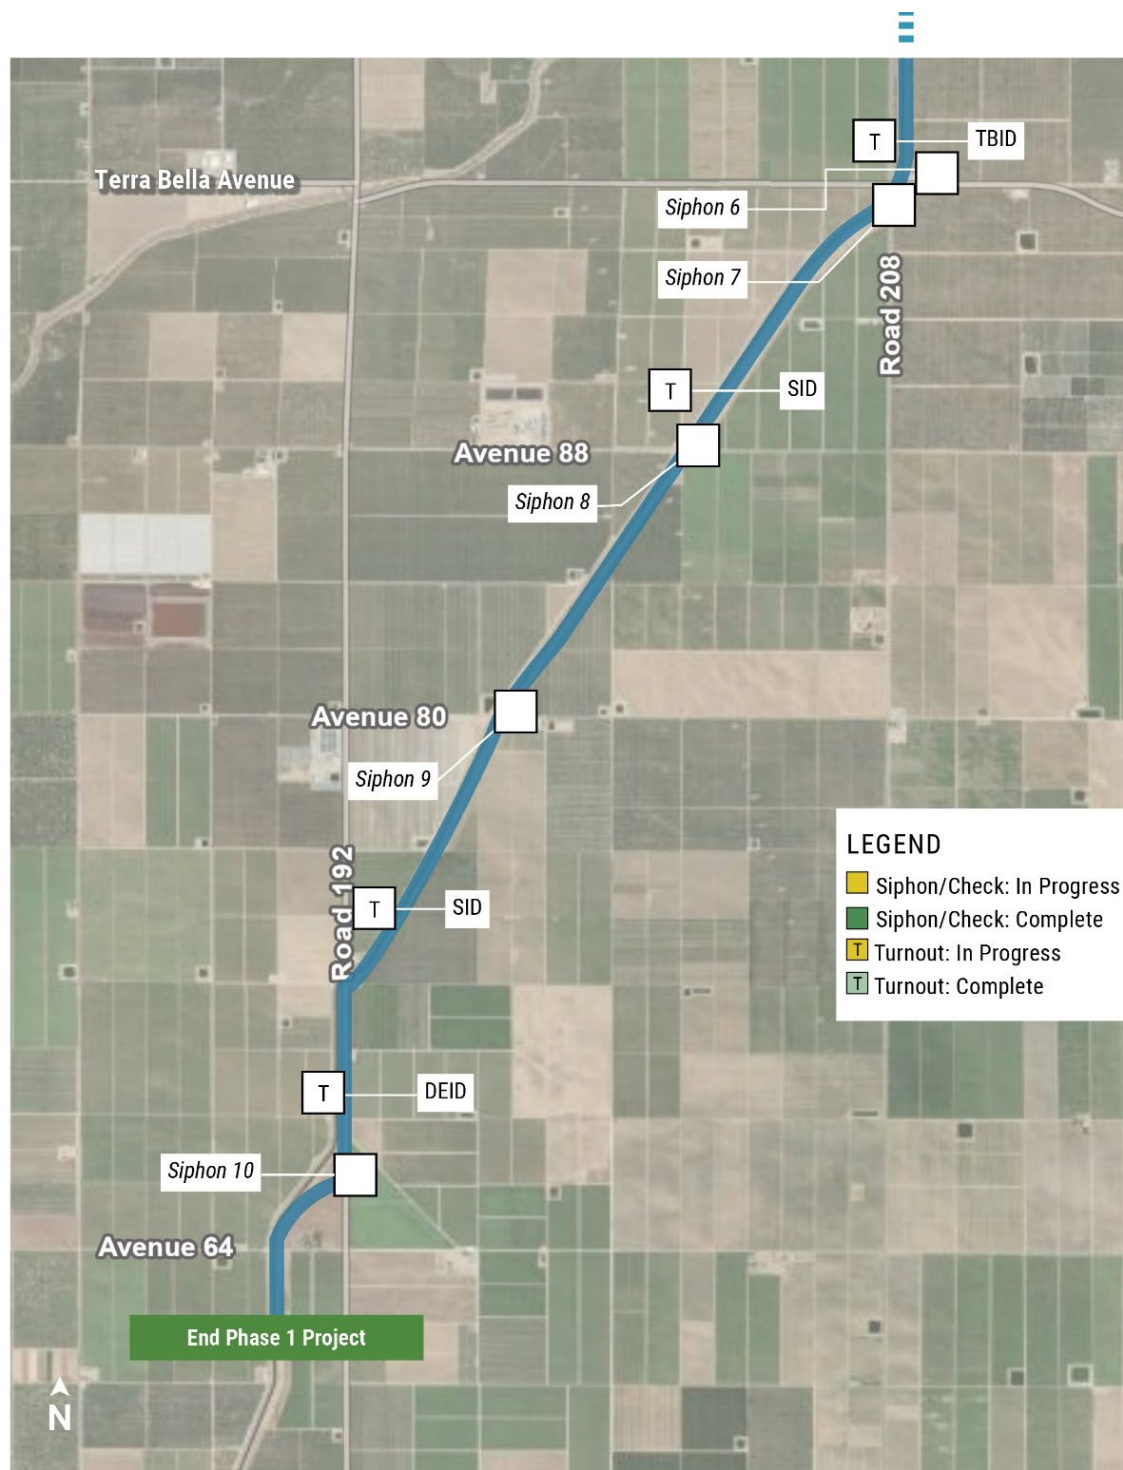 T
TBID
Terra Bella Avenue
Siphon 6
Siphon 7
Road 208
T
SID
Avenue 88
Siphon 8
Avenue 80
Siphon 9
LEGEND
Siphon/Check: In Progress
Siphon/Check: Complete
T Turnout: In Progress
T Turnout: Complete
Road 192
T
SID
T
DEID
Siphon 10
Avenue 64
End Phase 1 Project
N